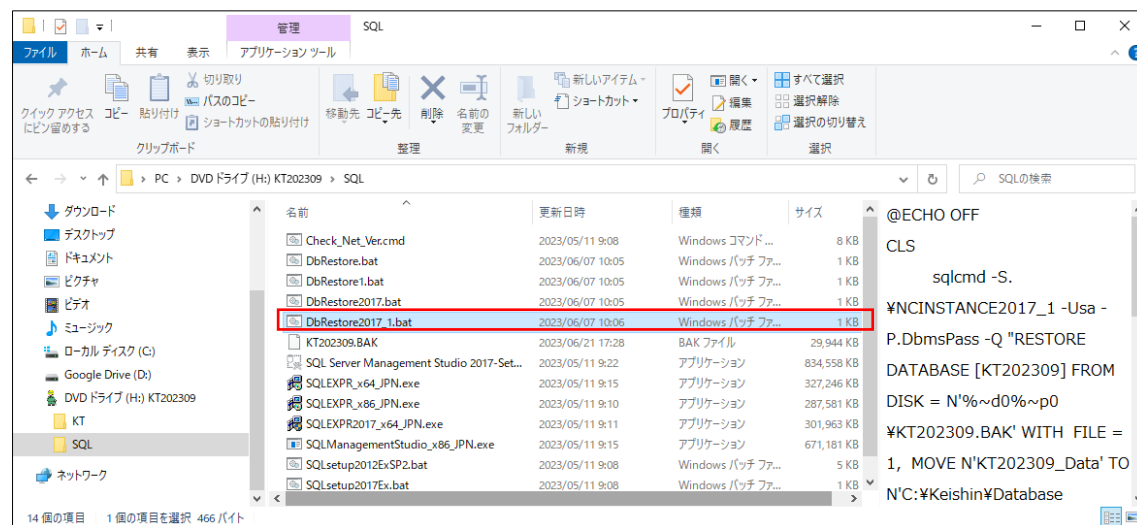 管理 SQL
ファイル ホーム 共有 表示 アプリケーション ツール
クイック アクセスにピン留めする
コピー
貼り付け
切り取り
パスのコピー
ショートカットの貼り付け
クリップボード
移動先
コピー先
削除
名前の変更
整理
新しいフォルダー
新しいアイテム
ショートカット
新規
プロパティ
開く
編集
履歴
開く
すべて選択
選択解除
選択の切り替え
選択
PC › DVD ドライブ (H:) KT202309 › SQL
SQLの検索
ダウンロード
デスクトップ
ドキュメント
ピクチャ
ビデオ
ミュージック
ローカル ディスク (C:)
Google Drive (D:)
DVD ドライブ (H:) KT202309
KT
SQL
ネットワーク
名前 更新日時 種類 サイズ
Check_Net_Ver.cmd 2023/05/11 9:08 Windows コマンド ... 8 KB
DbRestore.bat 2023/06/07 10:05 Windows バッチ ファ... 1 KB
DbRestore1.bat 2023/06/07 10:05 Windows バッチ ファ... 1 KB
DbRestore2017.bat 2023/06/07 10:05 Windows バッチ ファ... 1 KB
DbRestore2017_1.bat 2023/06/07 10:06 Windows バッチ ファ... 1 KB
KT202309.BAK 2023/06/21 17:28 BAK ファイル 29,944 KB
SQL Server Management Studio 2017-Set... 2023/05/11 9:22 アプリケーション 834,558 KB
SQLEXPR_x64_JPN.exe 2023/05/11 9:15 アプリケーション 327,246 KB
SQLEXPR_x86_JPN.exe 2023/05/11 9:10 アプリケーション 287,581 KB
SQLEXPR2017_x64_JPN.exe 2023/05/11 9:11 アプリケーション 301,963 KB
SQLManagementStudio_x86_JPN.exe 2023/05/11 9:15 アプリケーション 671,181 KB
SQLsetup2012ExSP2.bat 2023/05/11 9:08 Windows バッチ ファ... 5 KB
SQLsetup2017Ex.bat 2023/05/11 9:08 Windows バッチ ファ... 1 KB
@ECHO OFF
CLS
sqlcmd -S.
¥NCINSTANCE2017_1 -Usa -
P.DbmsPass -Q "RESTORE
DATABASE [KT202309] FROM
DISK = N'%~d0%~p0
¥KT202309.BAK' WITH FILE =
1, MOVE N'KT202309_Data' TO
N'C:¥Keishin¥Database
14 個の項目 1 個の項目を選択 466 バイト